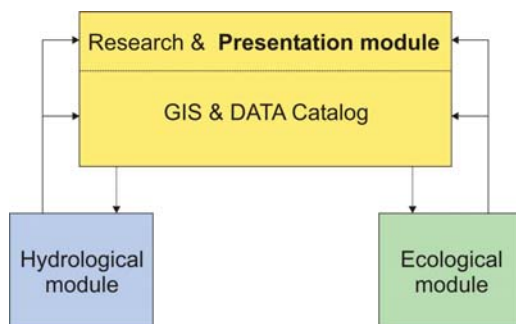 Research & Presentation module
GIS & DATA Catalog
Hydrological
module
Ecological
module